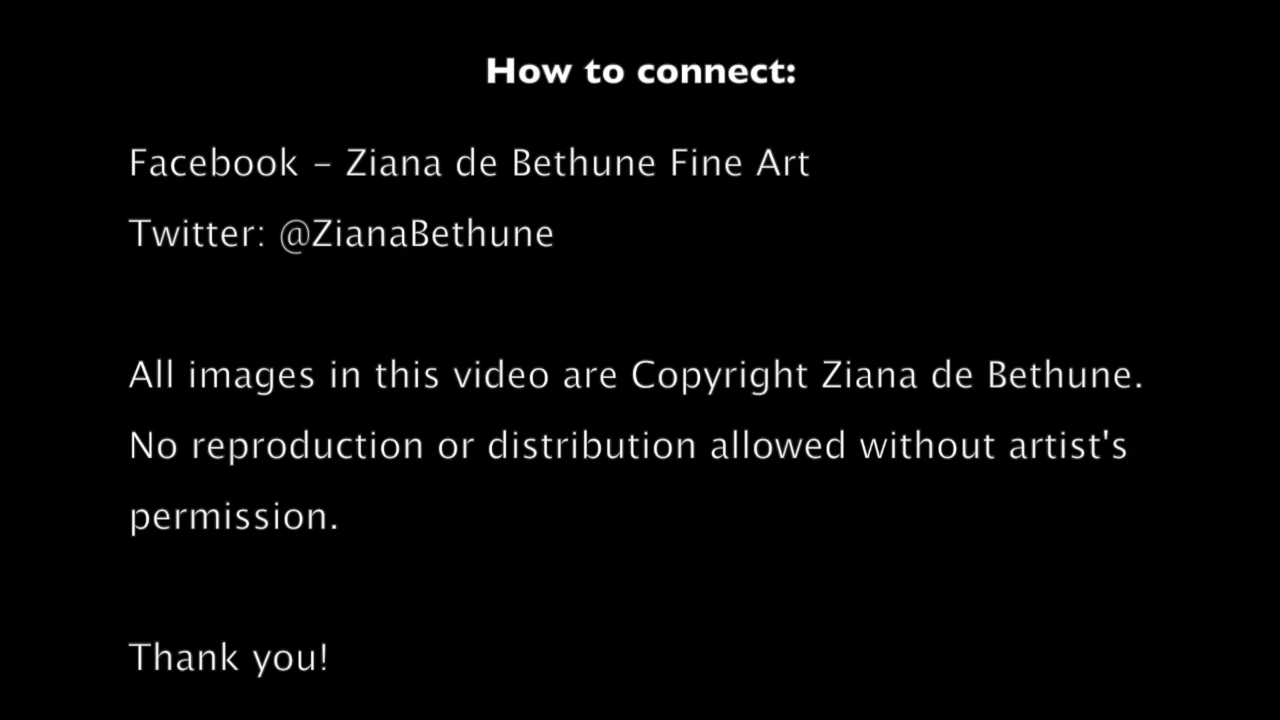 How to connect:
Facebook – Ziana de Bethune Fine Art
Twitter: @ZianaBethune
All images in this video are Copyright Ziana de Bethune.
No reproduction or distribution allowed without artist's
permission.
Thank you!